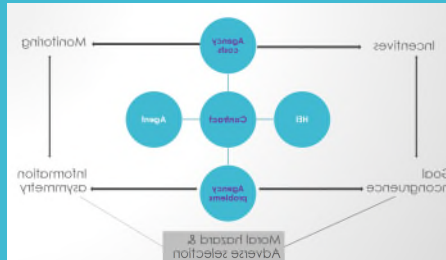 Monitoring
Agency
costs
Incentives
Agent
Contract
HEI
Information
asymmetry
Agency
problems
Goal
incongruence
Moral hazard &
Adverse selection